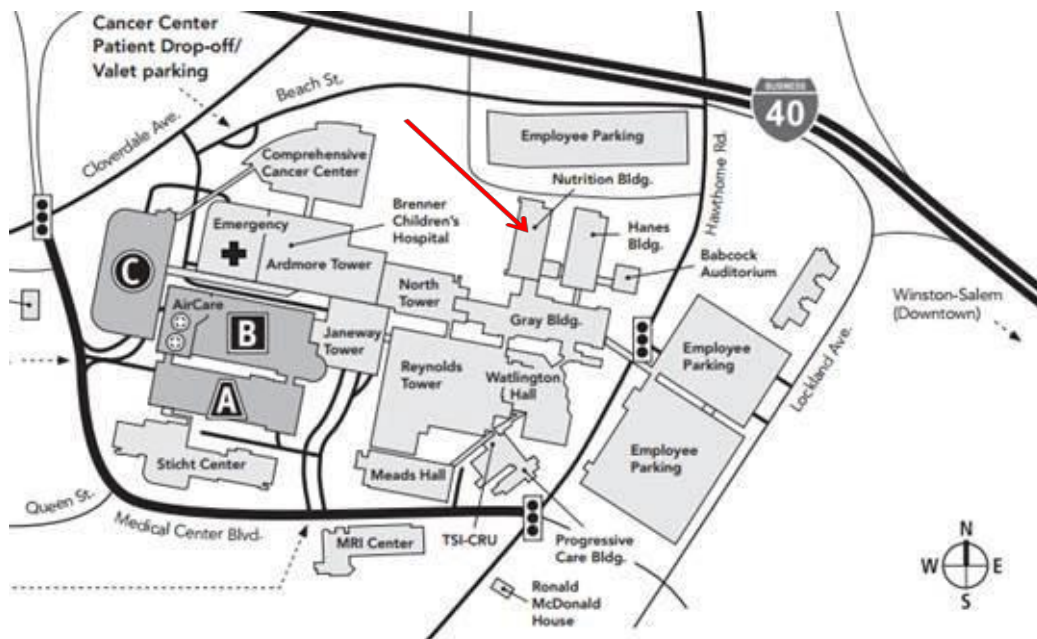 Cancer Center
Patient Drop-off/
Valet parking
Beach St.
Cloverdale Ave.
BUSINESS
40
Employee Parking
Nutrition Bldg.
Hawthorne Rd.
Comprehensive
Cancer Center
Brenner
Children's
Hospital
Emergency
Ardmore Tower
Hanes
Bldg.
Babcock
Auditorium
C
North
Tower
AirCare
B
Janeway
Tower
Gray Bldg.
Winston-Salem
(Downtown)
Employee
Parking
Lockland Ave.
Reynolds
Tower
Watlington
Hall
A
Employee
Parking
Sticht Center
Meads Hall
Queen St.
Medical Center Blvd.
MRI Center
TSI-CRU
Progressive
Care Bldg.
Ronald
McDonald
House
N
W
E
S